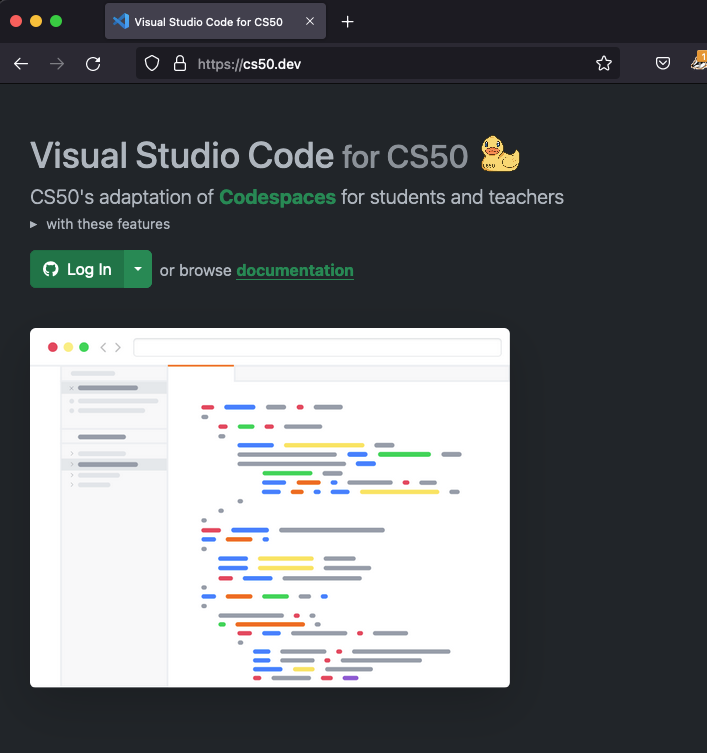 Visual Studio Code for CS50
https://cs50.dev
1
Visual Studio Code for CS50
CS50's adaptation of Codespaces for students and teachers
with these features
Log In or browse documentation